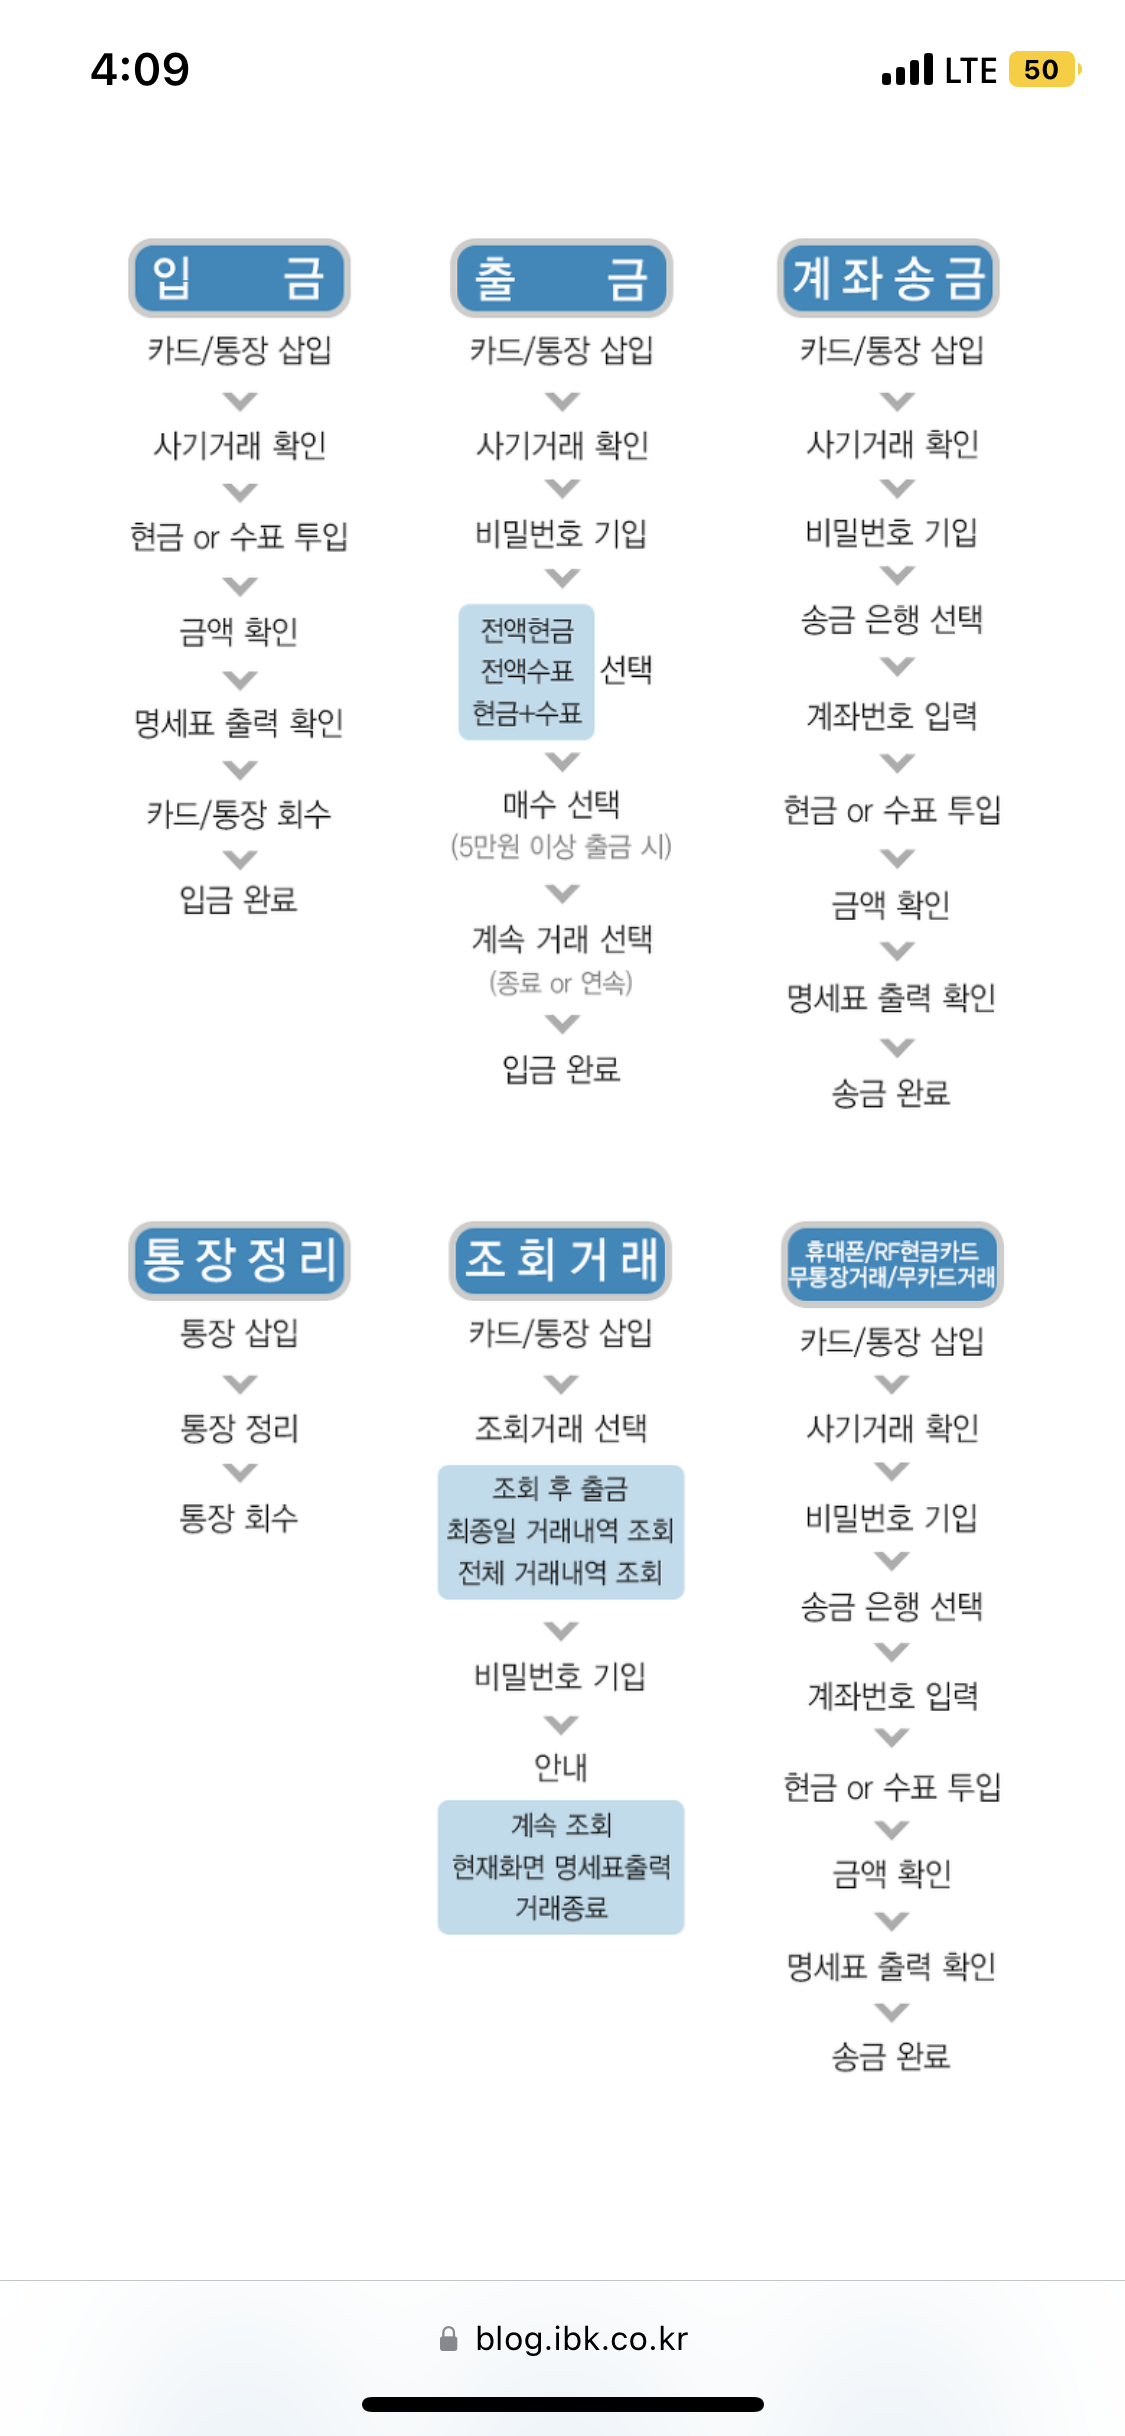 4:09
LTE 50
입 금
카드/통장 삽입
사기거래 확인
현금 or 수표 투입
금액 확인
명세표 출력 확인
카드/통장 회수
입금 완료
출 금
카드/통장 삽입
사기거래 확인
비밀번호 기입
전액현금
전액수표 선택
현금+수표
매수 선택
(5만원 이상 출금 시)
계속 거래 선택
(종료 or 연속)
입금 완료
계좌송금
카드/통장 삽입
사기거래 확인
비밀번호 기입
송금 은행 선택
계좌번호 입력
현금 or 수표 투입
금액 확인
명세표 출력 확인
송금 완료
통장정리
통장 삽입
통장 정리
통장 회수
조회거래
카드/통장 삽입
조회거래 선택
조회 후 출금
최종일 거래내역 조회
전체 거래내역 조회
비밀번호 기입
안내
계속 조회
현재화면 명세표출력
거래종료
휴대폰/RF현금카드
무통장거래/무카드거래
카드/통장 삽입
사기거래 확인
비밀번호 기입
송금 은행 선택
계좌번호 입력
현금 or 수표 투입
금액 확인
명세표 출력 확인
송금 완료
blog.ibk.co.kr